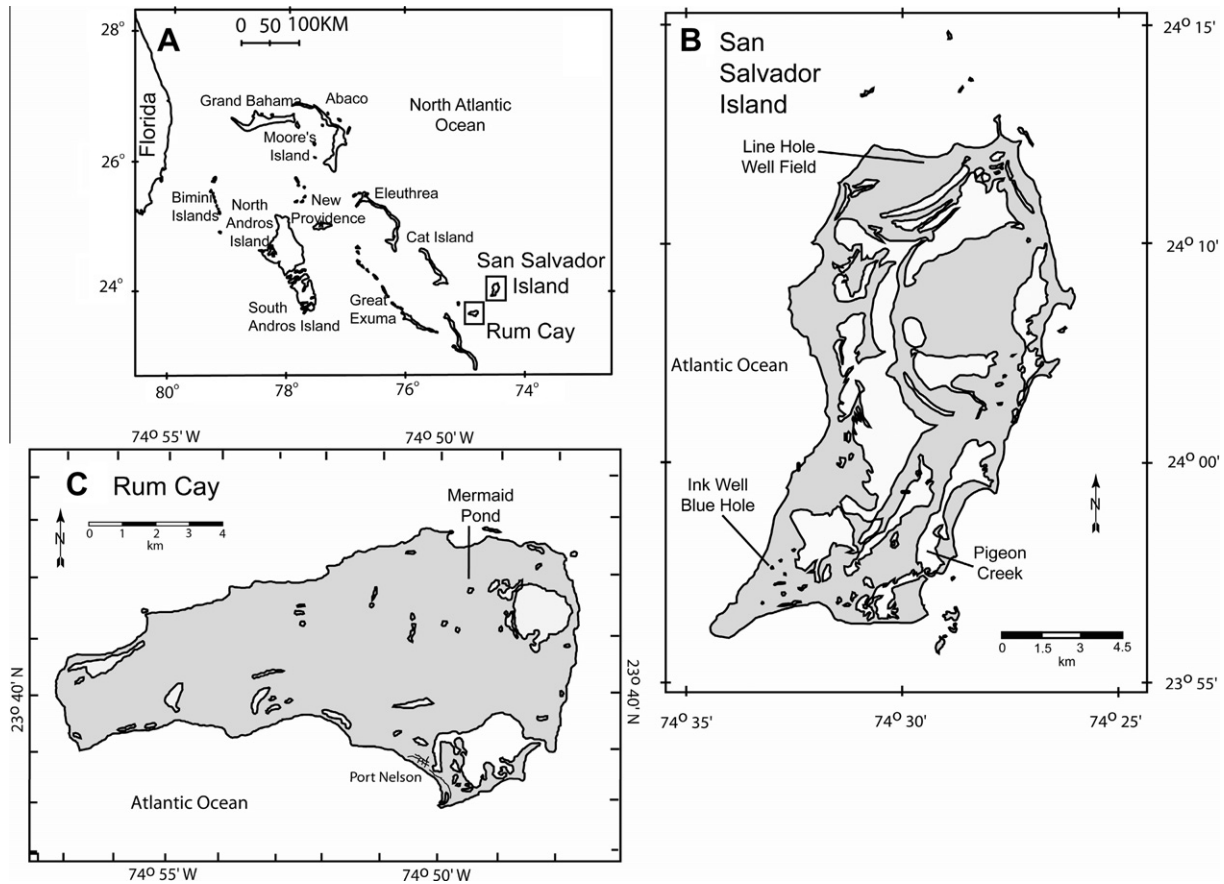 A
0 50 100KM
28°
26°
24°
80°
78°
76°
74°
Florida
Grand Bahama
Abaco
North Atlantic
Ocean
Moore's
Island
Bimini
Islands
North
Andros
Island
New
Providence
Eleuthrea
Cat Island
San Salvador
Island
South
Andros Island
Great
Exuma
Rum Cay
B
San
Salvador
Island
Line Hole
Well Field
Atlantic Ocean
Ink Well
Blue Hole
Pigeon
Creek
N
0 1.5 3 4.5
km
24° 15'
24° 10'
24° 00'
23° 55'
74° 35'
74° 30'
74° 25'
74° 55' W
74° 50' W
C
Rum Cay
N
0 1 2 3 4
km
Mermaid
Pond
23° 40' N
23° 40' N
Port Nelson
Atlantic Ocean
74° 55' W
74° 50' W